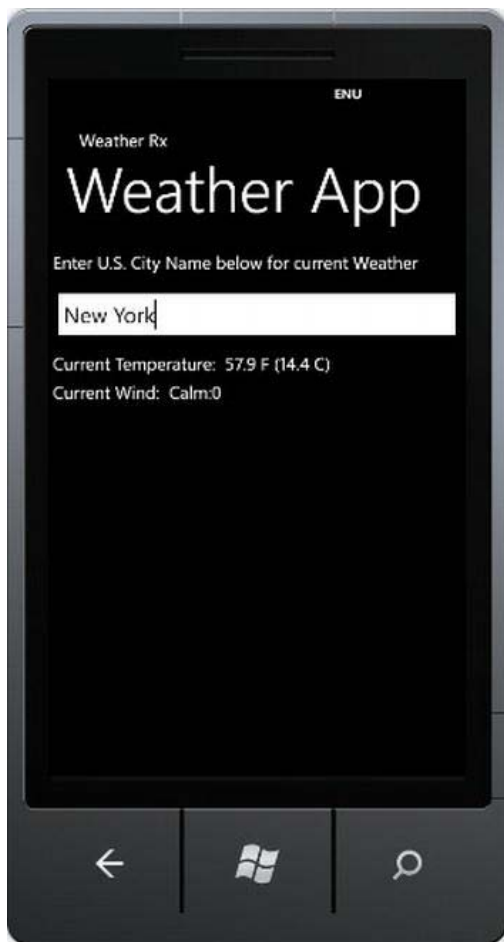 ENU
Weather Rx
Weather App
Enter U.S. City Name below for current Weather
New York
Current Temperature: 57.9 F (14.4 C)
Current Wind: Calm:0